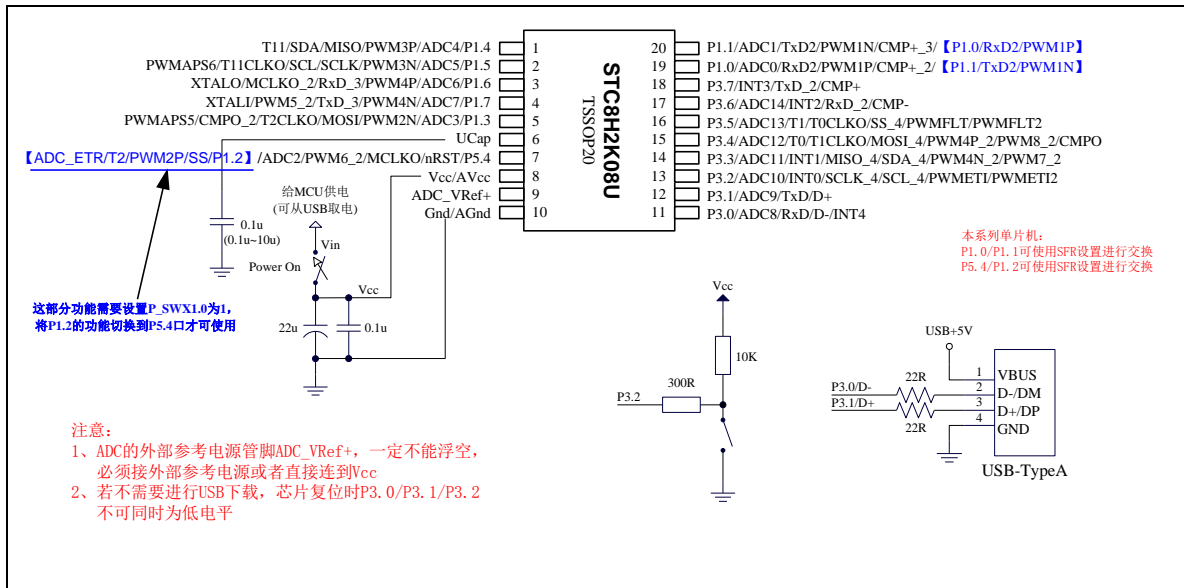 T11/SDA/MISO/PWM3P/ADC4/P1.4
PWMAPS6/T11CLKO/SCL/SCLK/PWM3N/ADC5/P1.5
XTALO/MCLKO_2/RxD_3/PWM4P/ADC6/P1.6
XTALI/PWM5_2/TxD_3/PWM4N/ADC7/P1.7
PWMAPS5/CMPO_2/T2CLKO/MOSI/PWM2N/ADC3/P1.3
UCap
【ADC_ETR/T2/PWM2P/SS/P1.2】/ADC2/PWM6_2/MCLKO/nRST/P5.4
Vcc/AVcc
ADC_VRef+
Gnd/AGnd
1
2
3
4
5
6
7
8
9
10
STC8H2K08U
TSSOP20
20
19
18
17
16
15
14
13
12
11
P1.1/ADC1/TxD2/PWM1N/CMP+_3/【P1.0/RxD2/PWM1P】
P1.0/ADC0/RxD2/PWM1P/CMP+_2/【P1.1/TxD2/PWM1N】
P3.7/INT3/TxD_2/CMP+
P3.6/ADC14/INT2/RxD_2/CMP-
P3.5/ADC13/T1/T0CLKO/SS_4/PWMFLT/PWMFLT2
P3.4/ADC12/T0/T1CLKO/MOSI_4/PWM4P_2/PWM8_2/CMPO
P3.3/ADC11/INT1/MISO_4/SDA_4/PWM4N_2/PWM7_2
P3.2/ADC10/INT0/SCLK_4/SCL_4/PWMETI/PWMETI2
P3.1/ADC9/TxD/D+
P3.0/ADC8/RxD/D-/INT4
给MCU供电
(可从USB取电)
0.1u
(0.1u~10u)
Vin
Power On
Vcc
22u
0.1u
这部分功能需要设置P_SWX1.0为1,
将P1.2的功能切换到P5.4口才可使用
本系列单片机:
P1.0/P1.1可使用SFR设置进行交换
P5.4/P1.2可使用SFR设置进行交换
Vcc
10K
300R
P3.2
USB+5V
P3.0/D-
P3.1/D+
22R
22R
1
2
3
4
VBUS
D-/DM
D+/DP
GND
USB-TypeA
注意:
1、ADC的外部参考电源管脚ADC_VRef+,一定不能浮空,
必须接外部参考电源或者直接连到Vcc
2、若不需要进行USB下载,芯片复位时P3.0/P3.1/P3.2
不可同时为低电平